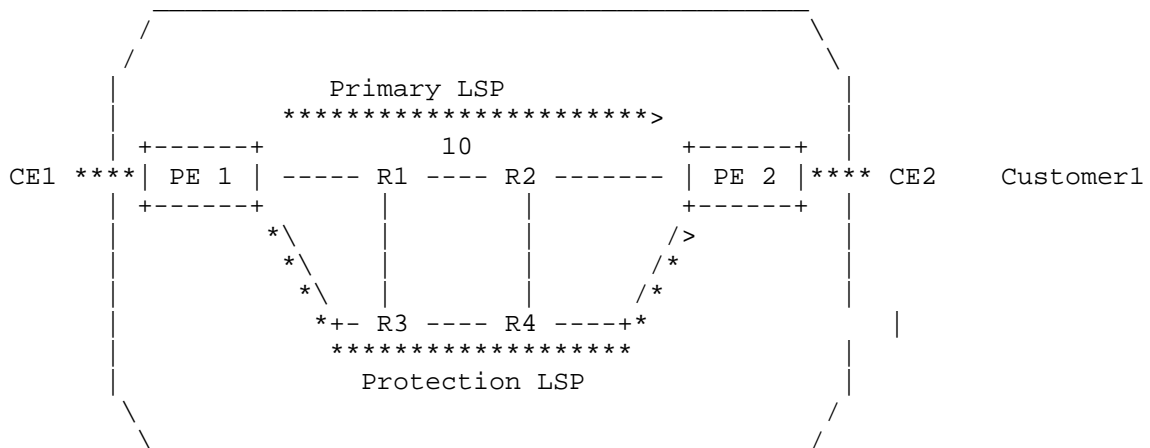 Primary LSP
10
CE1 PE 1 R1 R2 PE 2 CE2 Customer1
R3 R4
Protection LSP